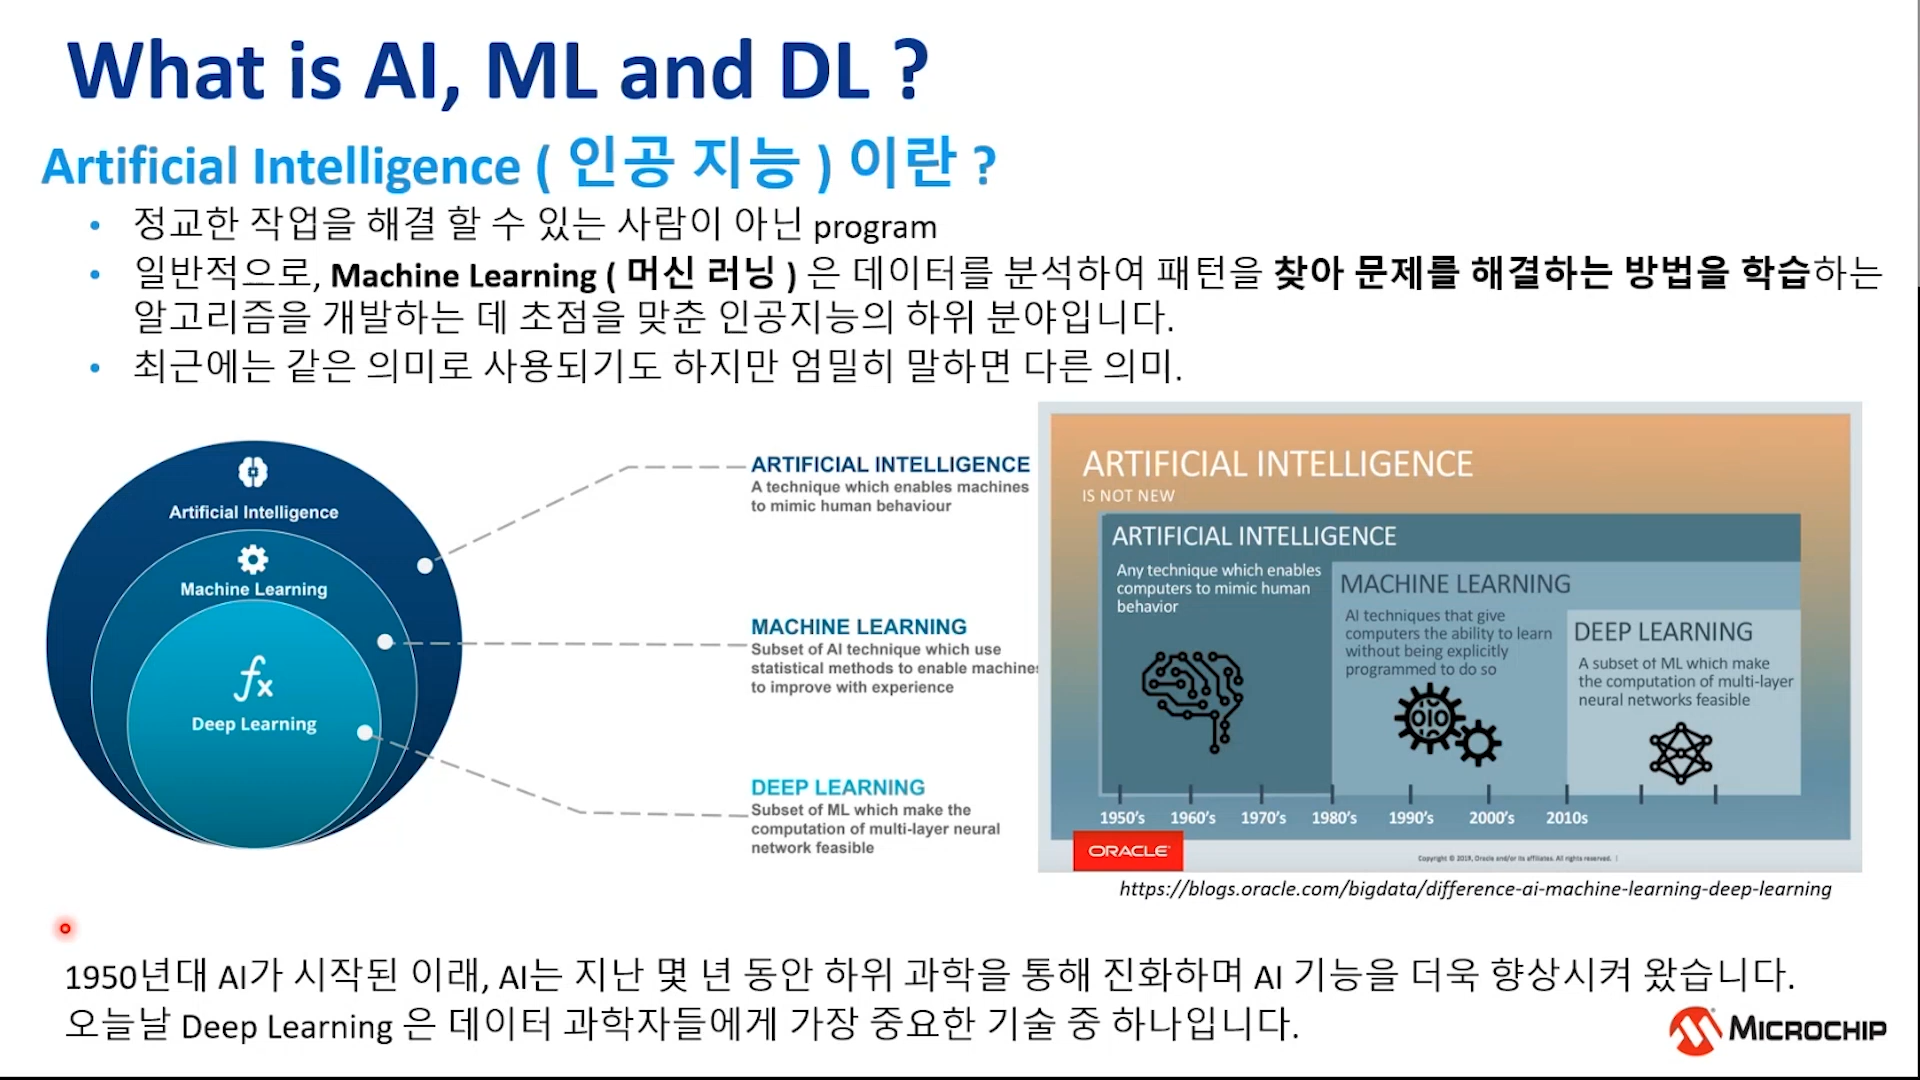 What is AI, ML and DL ?
Artificial Intelligence ( 인공 지능 ) 이란 ?
• 정교한 작업을 해결 할 수 있는 사람이 아닌 program
• 일반적으로, Machine Learning ( 머신 러닝 ) 은 데이터를 분석하여 패턴을 찾아 문제를 해결하는 방법을 학습하는
알고리즘을 개발하는 데 초점을 맞춘 인공지능의 하위 분야입니다.
• 최근에는 같은 의미로 사용되기도 하지만 엄밀히 말하면 다른 의미.
Artificial Intelligence
Machine Learning
Deep Learning
ARTIFICIAL INTELLIGENCE
A technique which enables machines
to mimic human behaviour
MACHINE LEARNING
Subset of AI technique which use
statistical methods to enable machines
to improve with experience
DEEP LEARNING
Subset of ML which make the
computation of multi-layer neural
network feasible
ARTIFICIAL INTELLIGENCE
IS NOT NEW
ARTIFICIAL INTELLIGENCE
Any technique which enables
computers to mimic human
behavior
MACHINE LEARNING
AI techniques that give
computers the ability to learn
without being explicitly
programmed to do so
DEEP LEARNING
A subset of ML which make
the computation of multi-layer
neural networks feasible
1950's 1960's 1970's 1980's 1990's 2000's 2010s
ORACLE
Copyright © 2019, Oracle and/or its affiliates. All rights reserved. |
https://blogs.oracle.com/bigdata/difference-ai-machine-learning-deep-learning
1950년대 AI가 시작된 이래, AI는 지난 몇 년 동안 하위 과학을 통해 진화하며 AI 기능을 더욱 향상시켜 왔습니다.
오늘날 Deep Learning 은 데이터 과학자들에게 가장 중요한 기술 중 하나입니다.
MICROCHIP